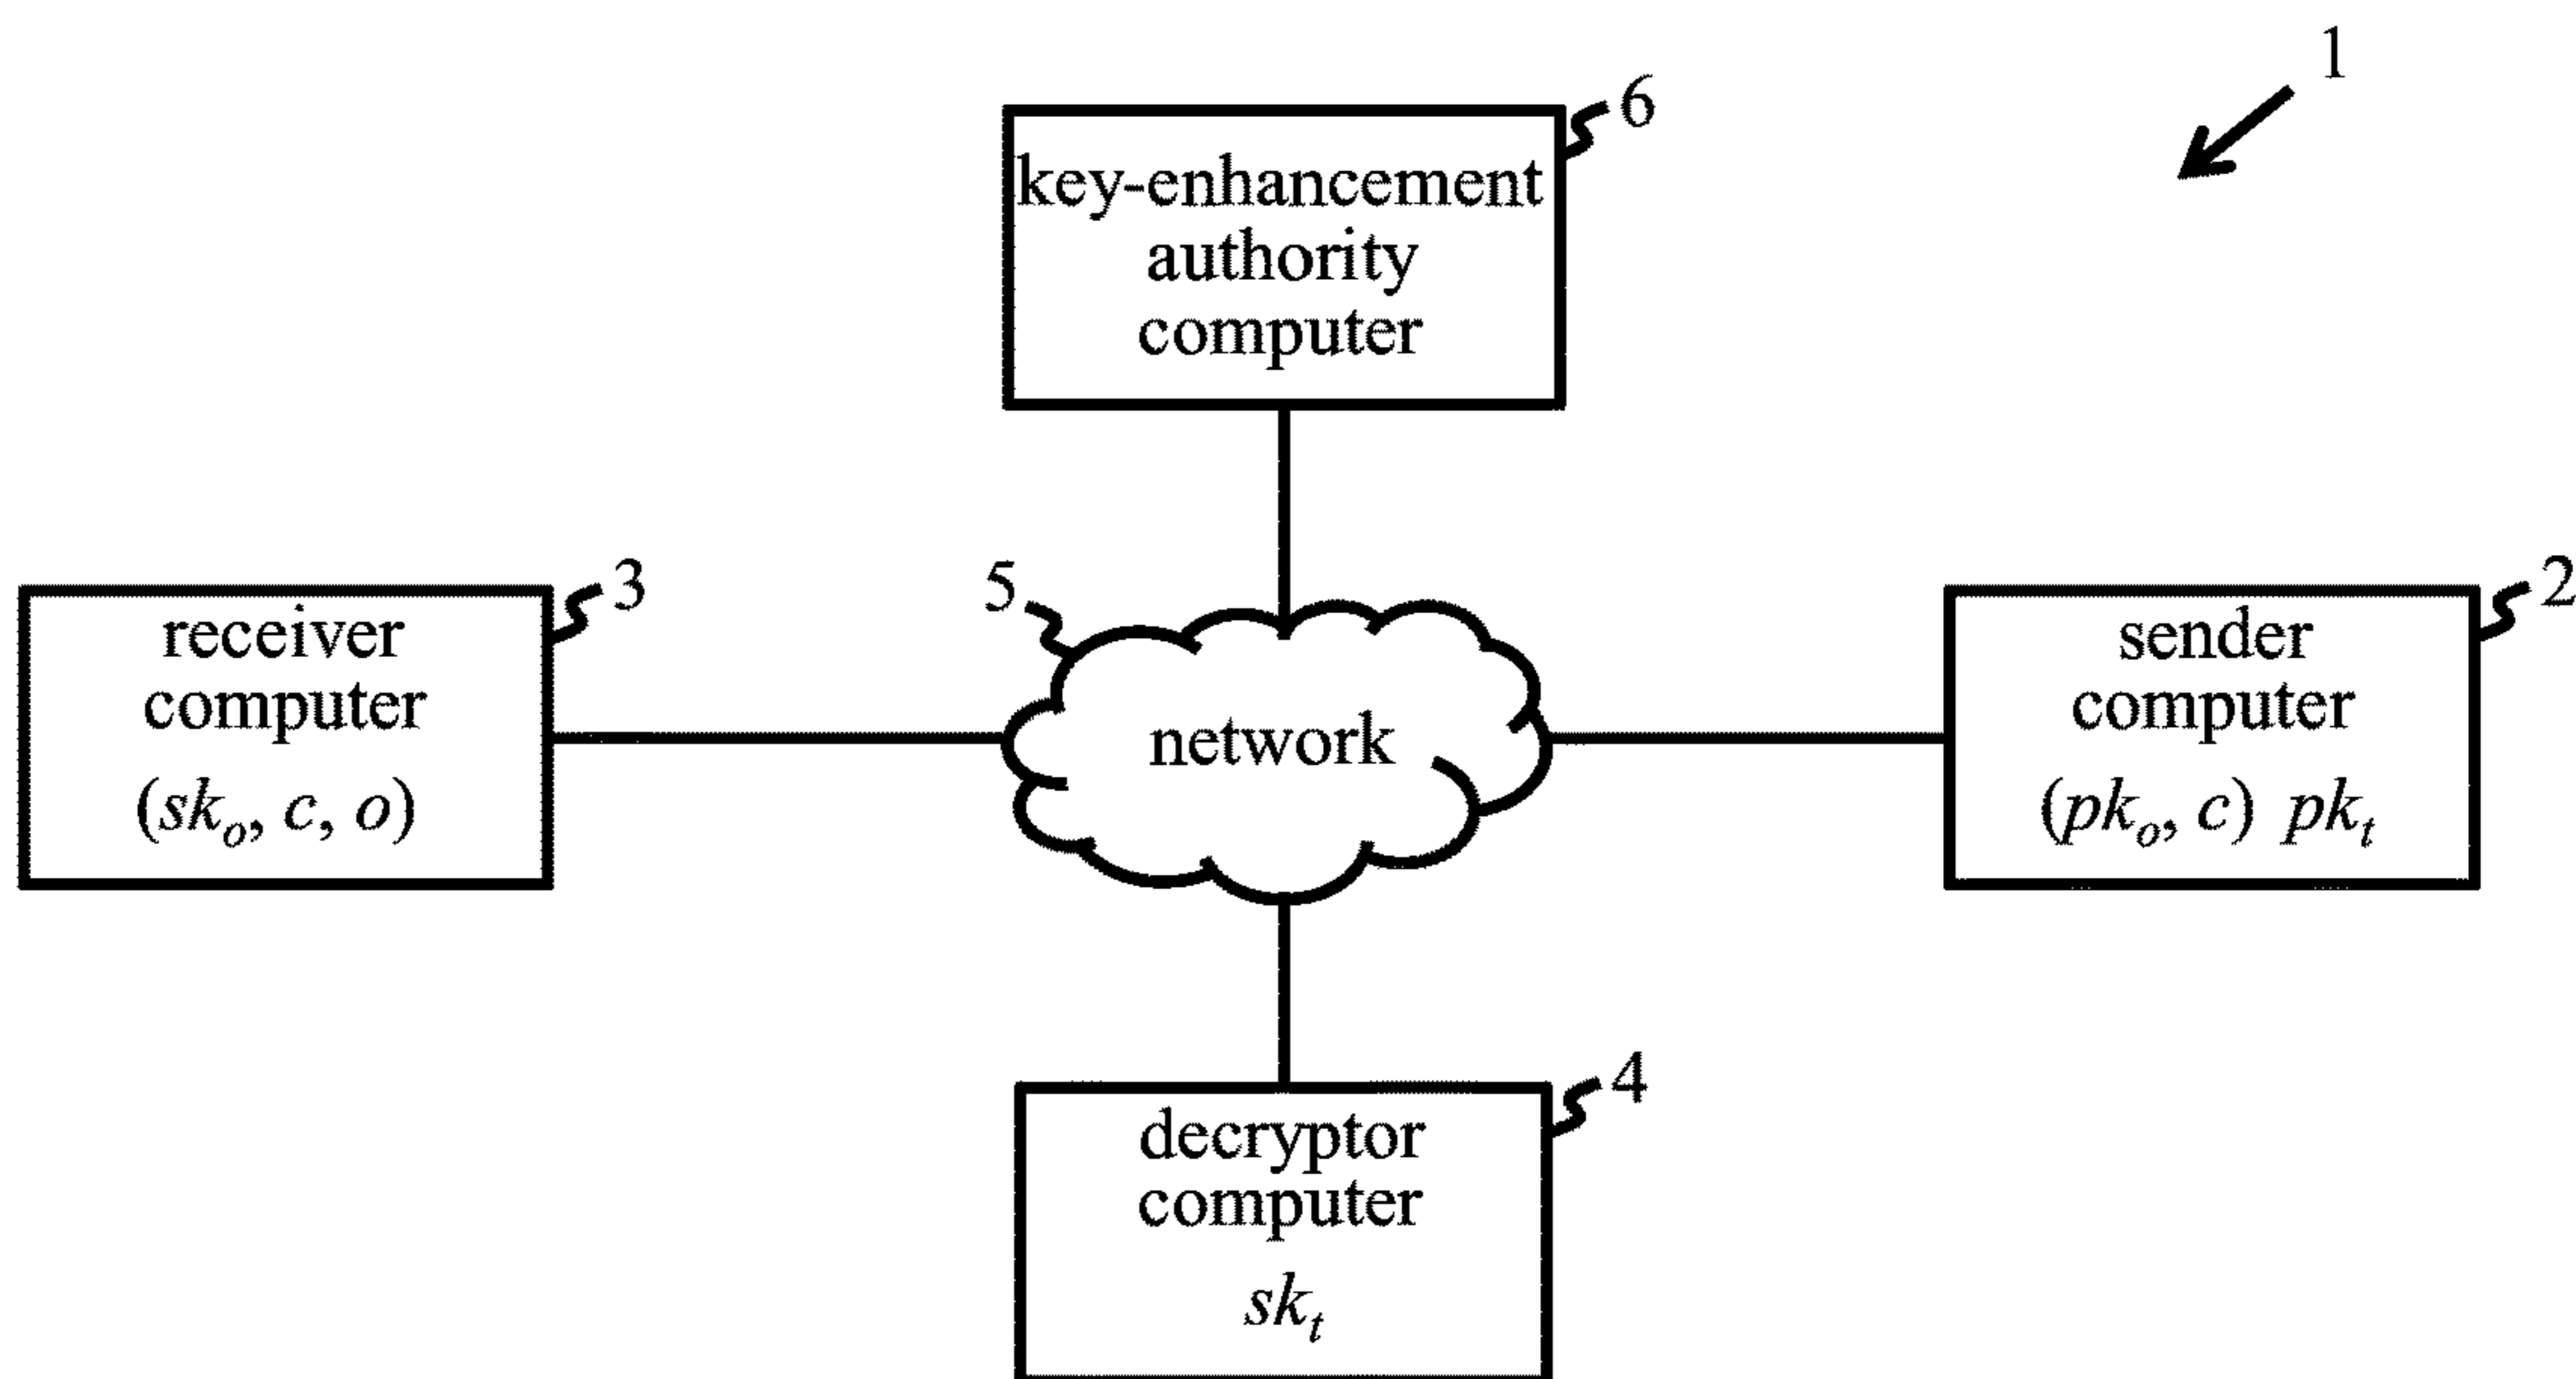 1
6
key-enhancement
authority
computer
3
receiver
computer
(sk_o, c, o)
5
network
2
sender
computer
(pk_o, c) pk_t
4
decryptor
computer
sk_t